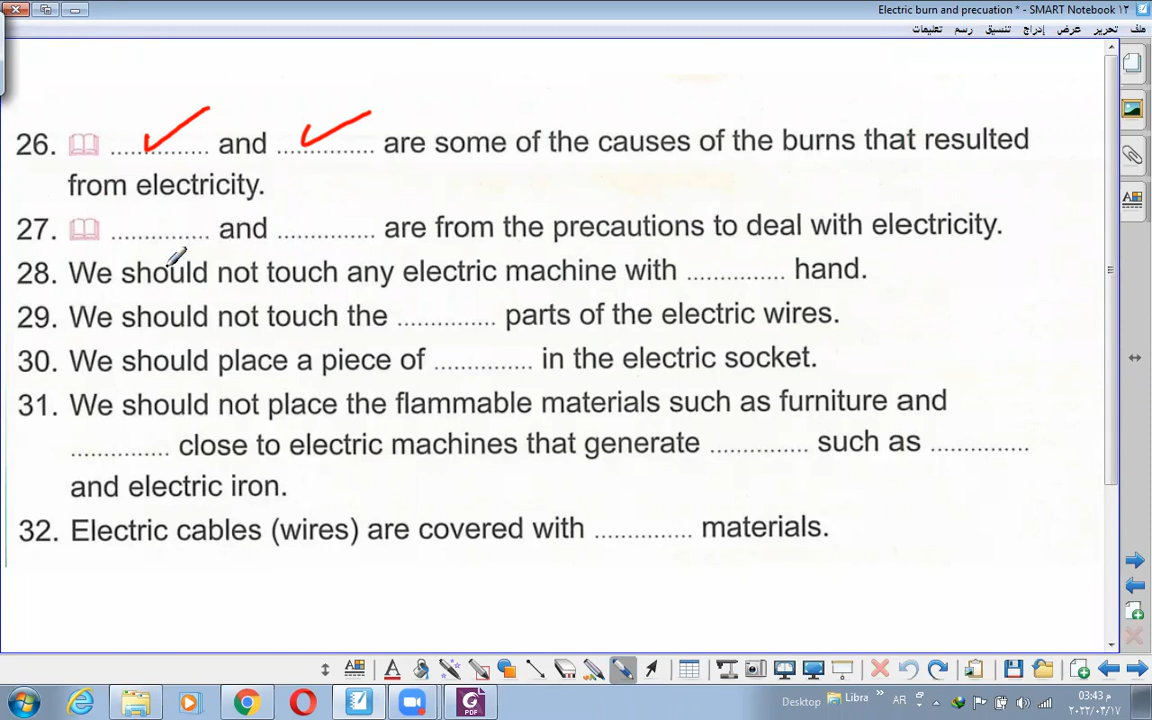 Electric burn and precuation * - SMART Notebook ١٢
ملف تحرير عرض إدراج تنسيق رسم تعليمات
26. .............. and .............. are some of the causes of the burns that resulted
from electricity.
27. .............. and .............. are from the precautions to deal with electricity.
28. We should not touch any electric machine with .............. hand.
29. We should not touch the .............. parts of the electric wires.
30. We should place a piece of .............. in the electric socket.
31. We should not place the flammable materials such as furniture and
.............. close to electric machines that generate .............. such as ..............
and electric iron.
32. Electric cables (wires) are covered with .............. materials.
PDF
Desktop Libra » AR 03:43 م
٢٠٢٢/٠٣/١٧